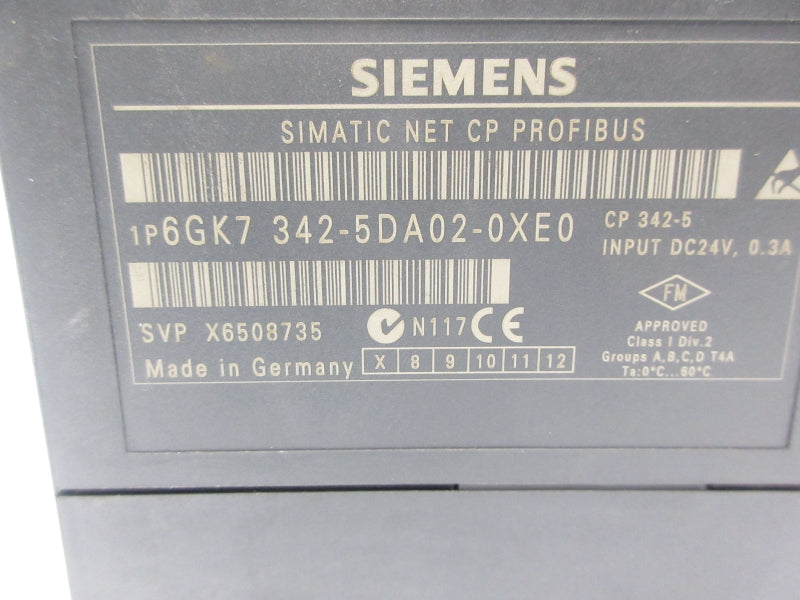 SIEMENS
SIMATIC NET CP PROFIBUS
1P6GK7 342-5DA02-0XE0
CP 342-5
INPUT DC24V, 0.3A
SVP X6508735
N117 CE
FM
APPROVED
Class I Div.2
Groups A,B,C,D T4A
Ta:0°C...60°C
Made in Germany
X 8 9 10 11 12